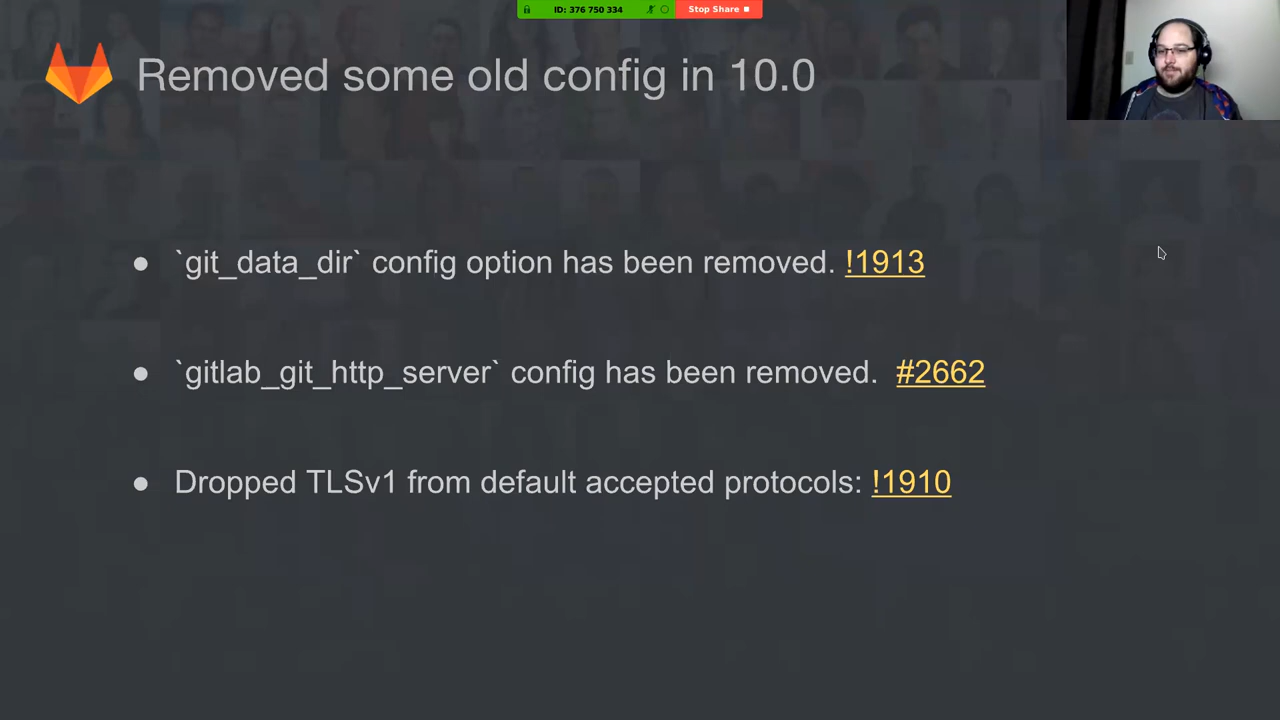 ID: 376 750 334
Stop Share
Removed some old config in 10.0
● `git_data_dir` config option has been removed. !1913
● `gitlab_git_http_server` config has been removed. #2662
● Dropped TLSv1 from default accepted protocols: !1910